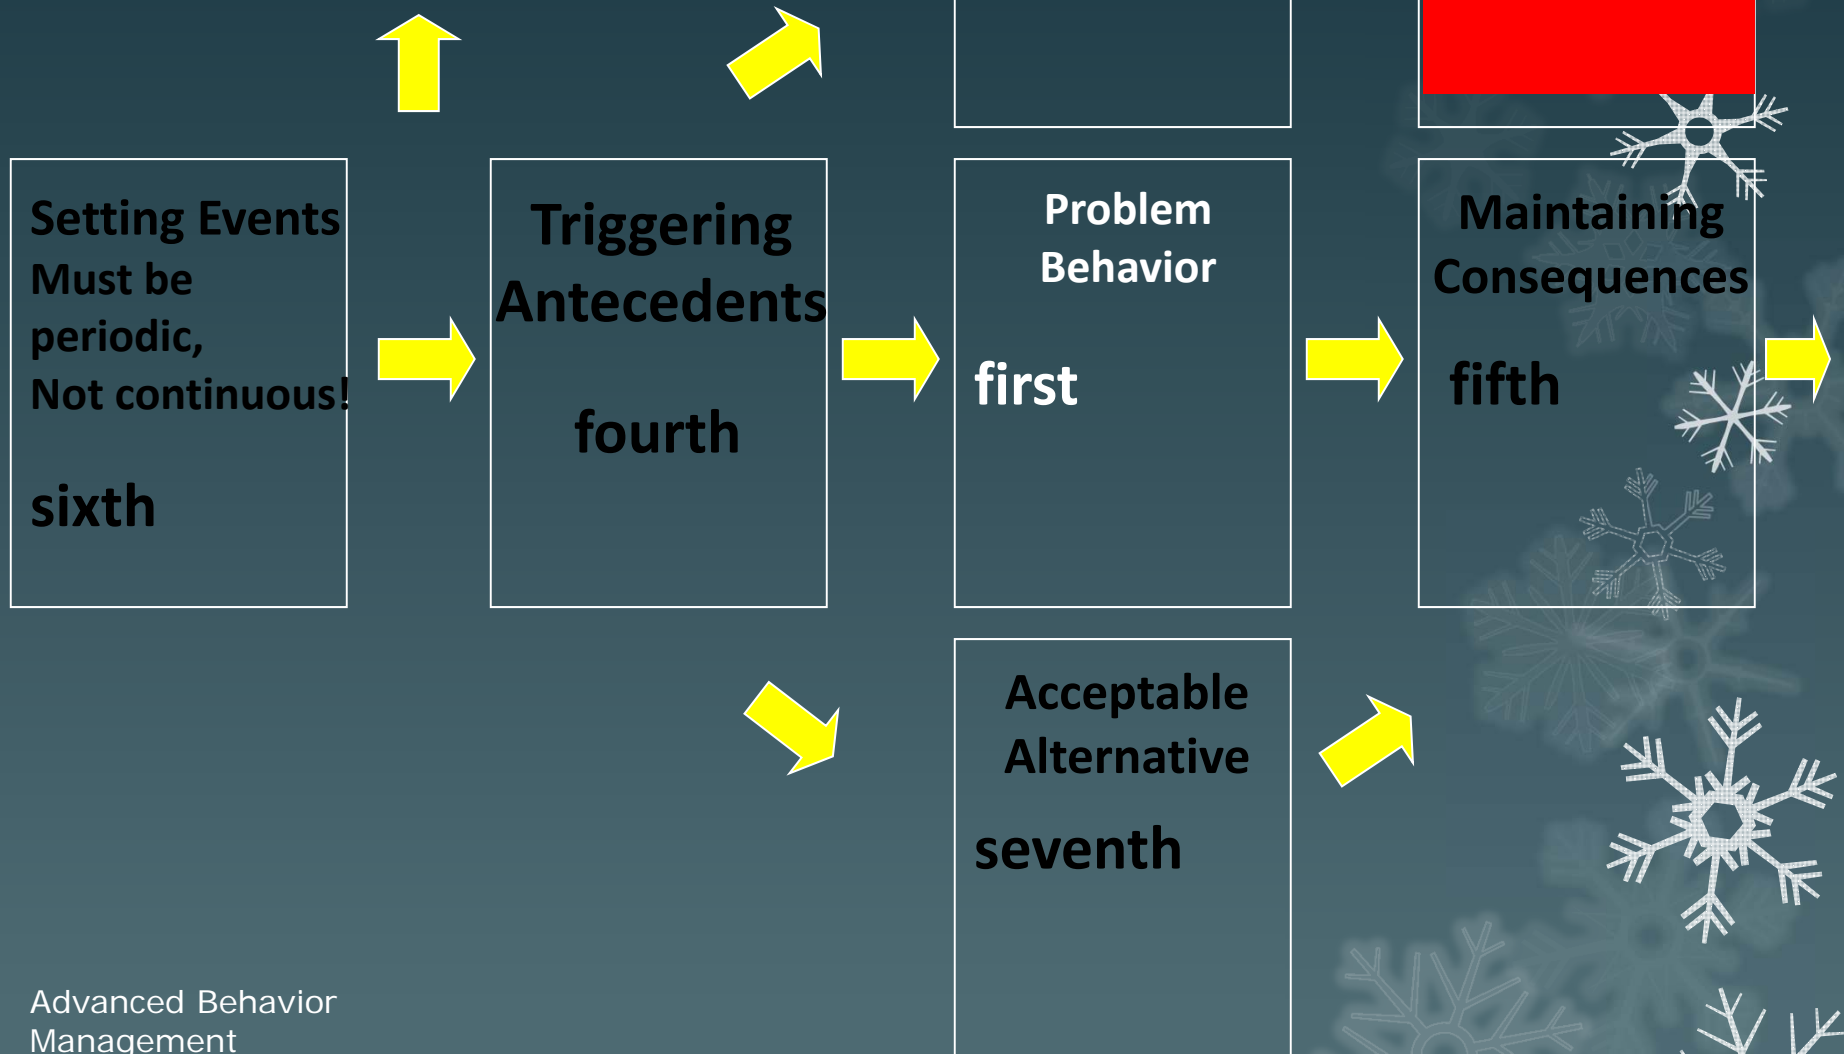 Setting Events
Must be
periodic,
Not continuous!
sixth
Triggering
Antecedents
fourth
Problem
Behavior
first
Maintaining
Consequences
fifth
Acceptable
Alternative
seventh
Advanced Behavior
Management